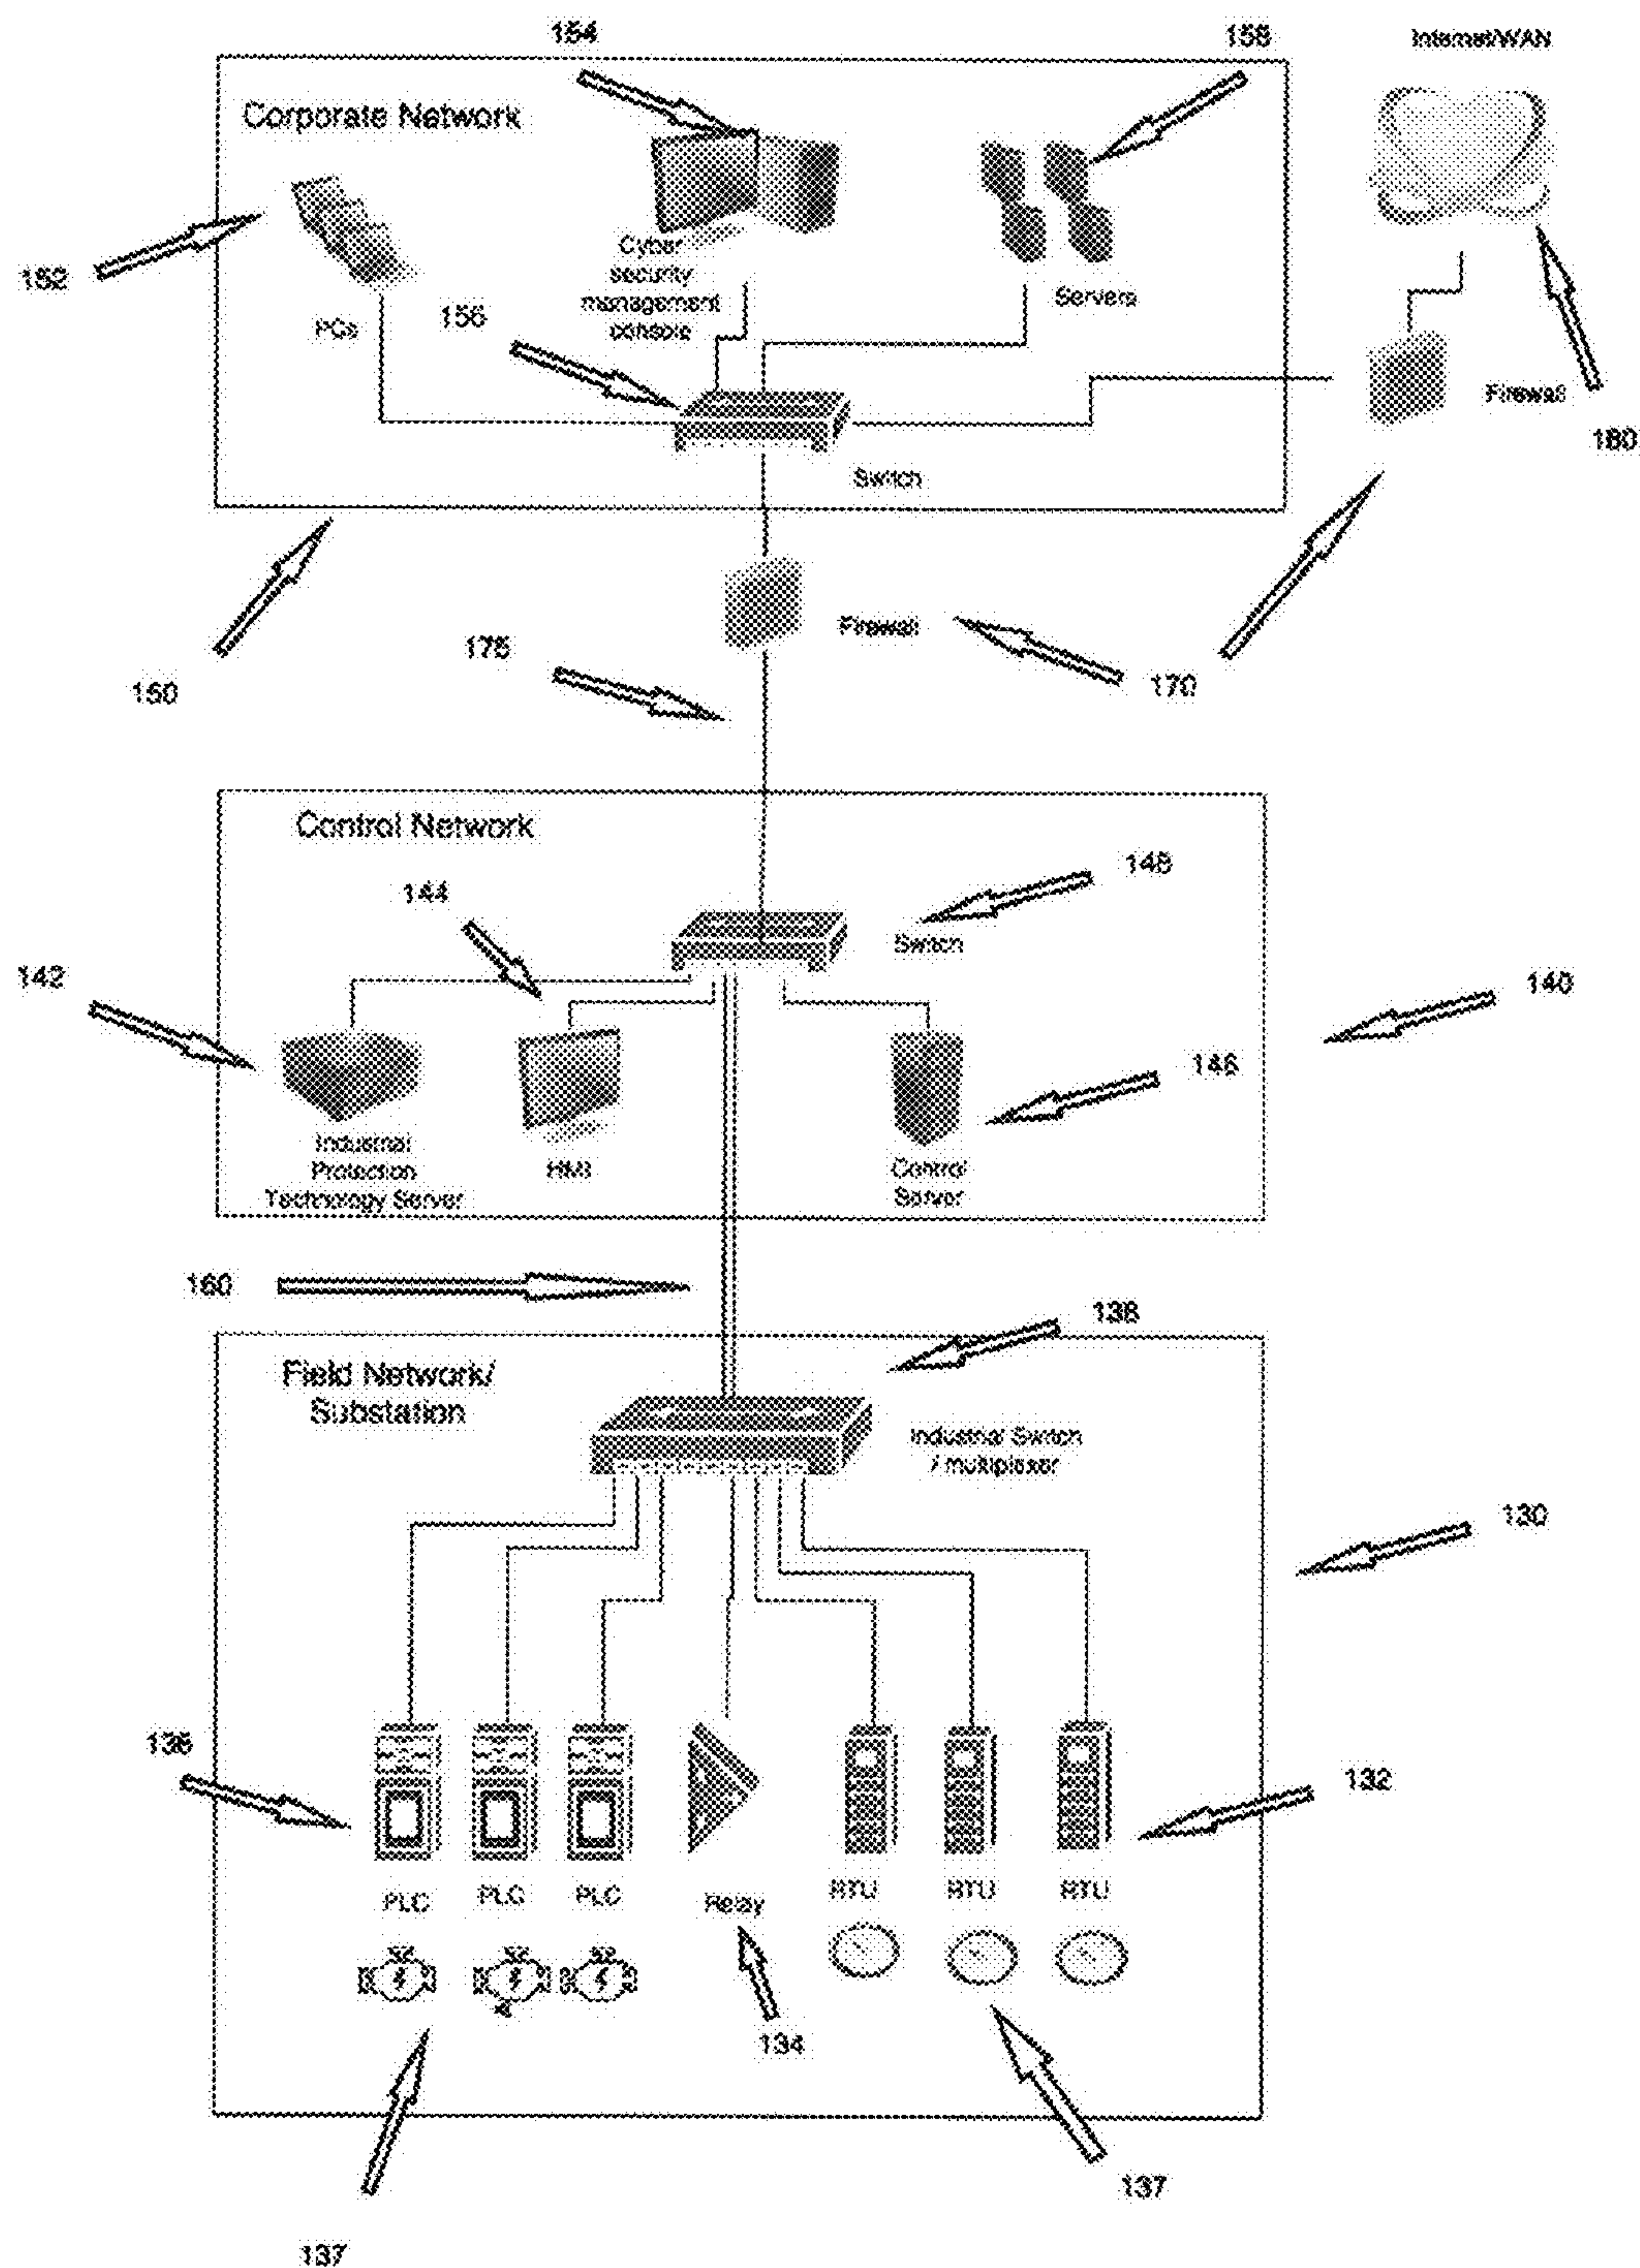 154
158
Internet/WAN
Corporate Network
152
Cyber
security
management
console
Servers
PCs
156
Firewall
180
Switch
Firewall
175
150
170
Control Network
148
144
Switch
142
140
146
Industrial
Protection
Technology Server
HMI
Control
Server
160
138
Field Network/
Substation
Industrial Switch
/ multiplexer
130
136
132
PLC
PLC
PLC
Relay
RTU
RTU
RTU
134
137
137